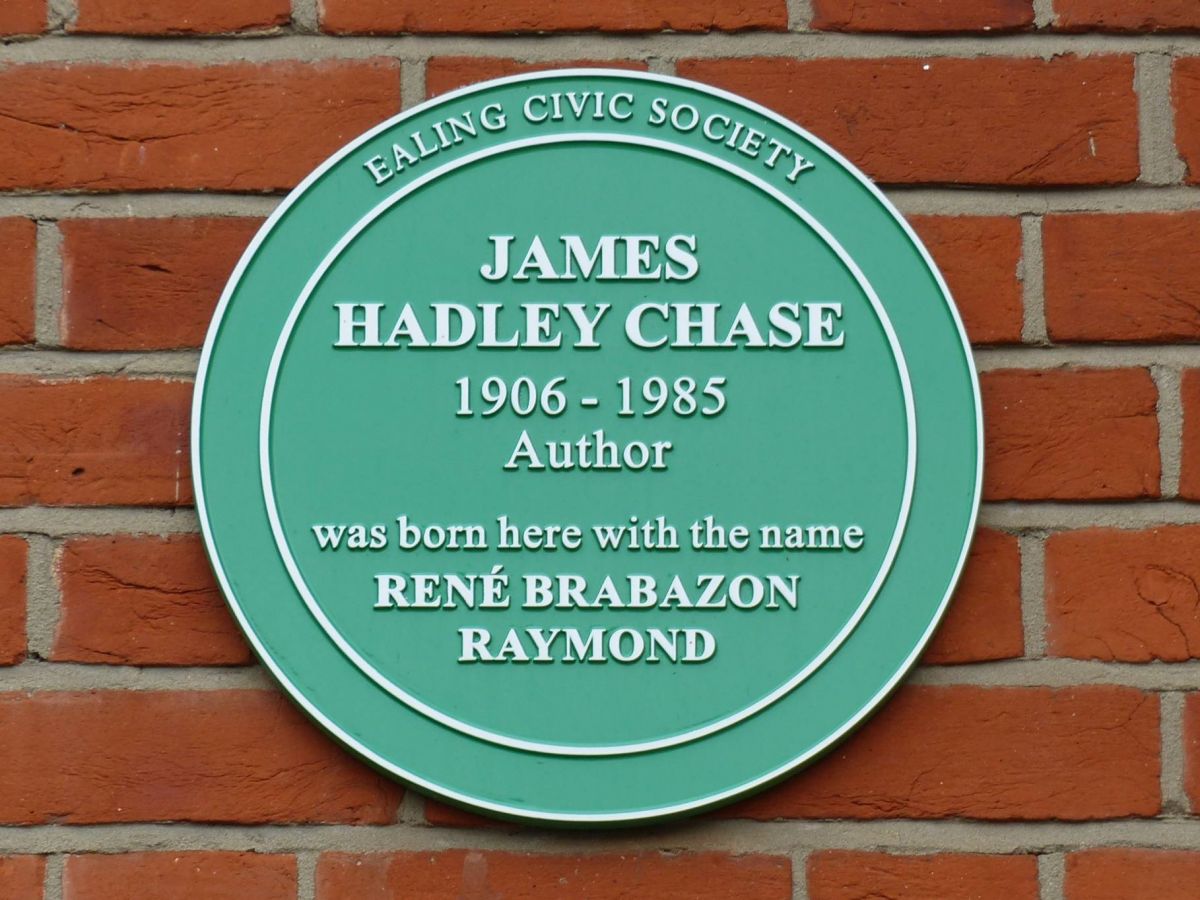 EALING CIVIC SOCIETY
JAMES
HADLEY CHASE
1906 - 1985
Author
was born here with the name
RENÉ BRABAZON
RAYMOND